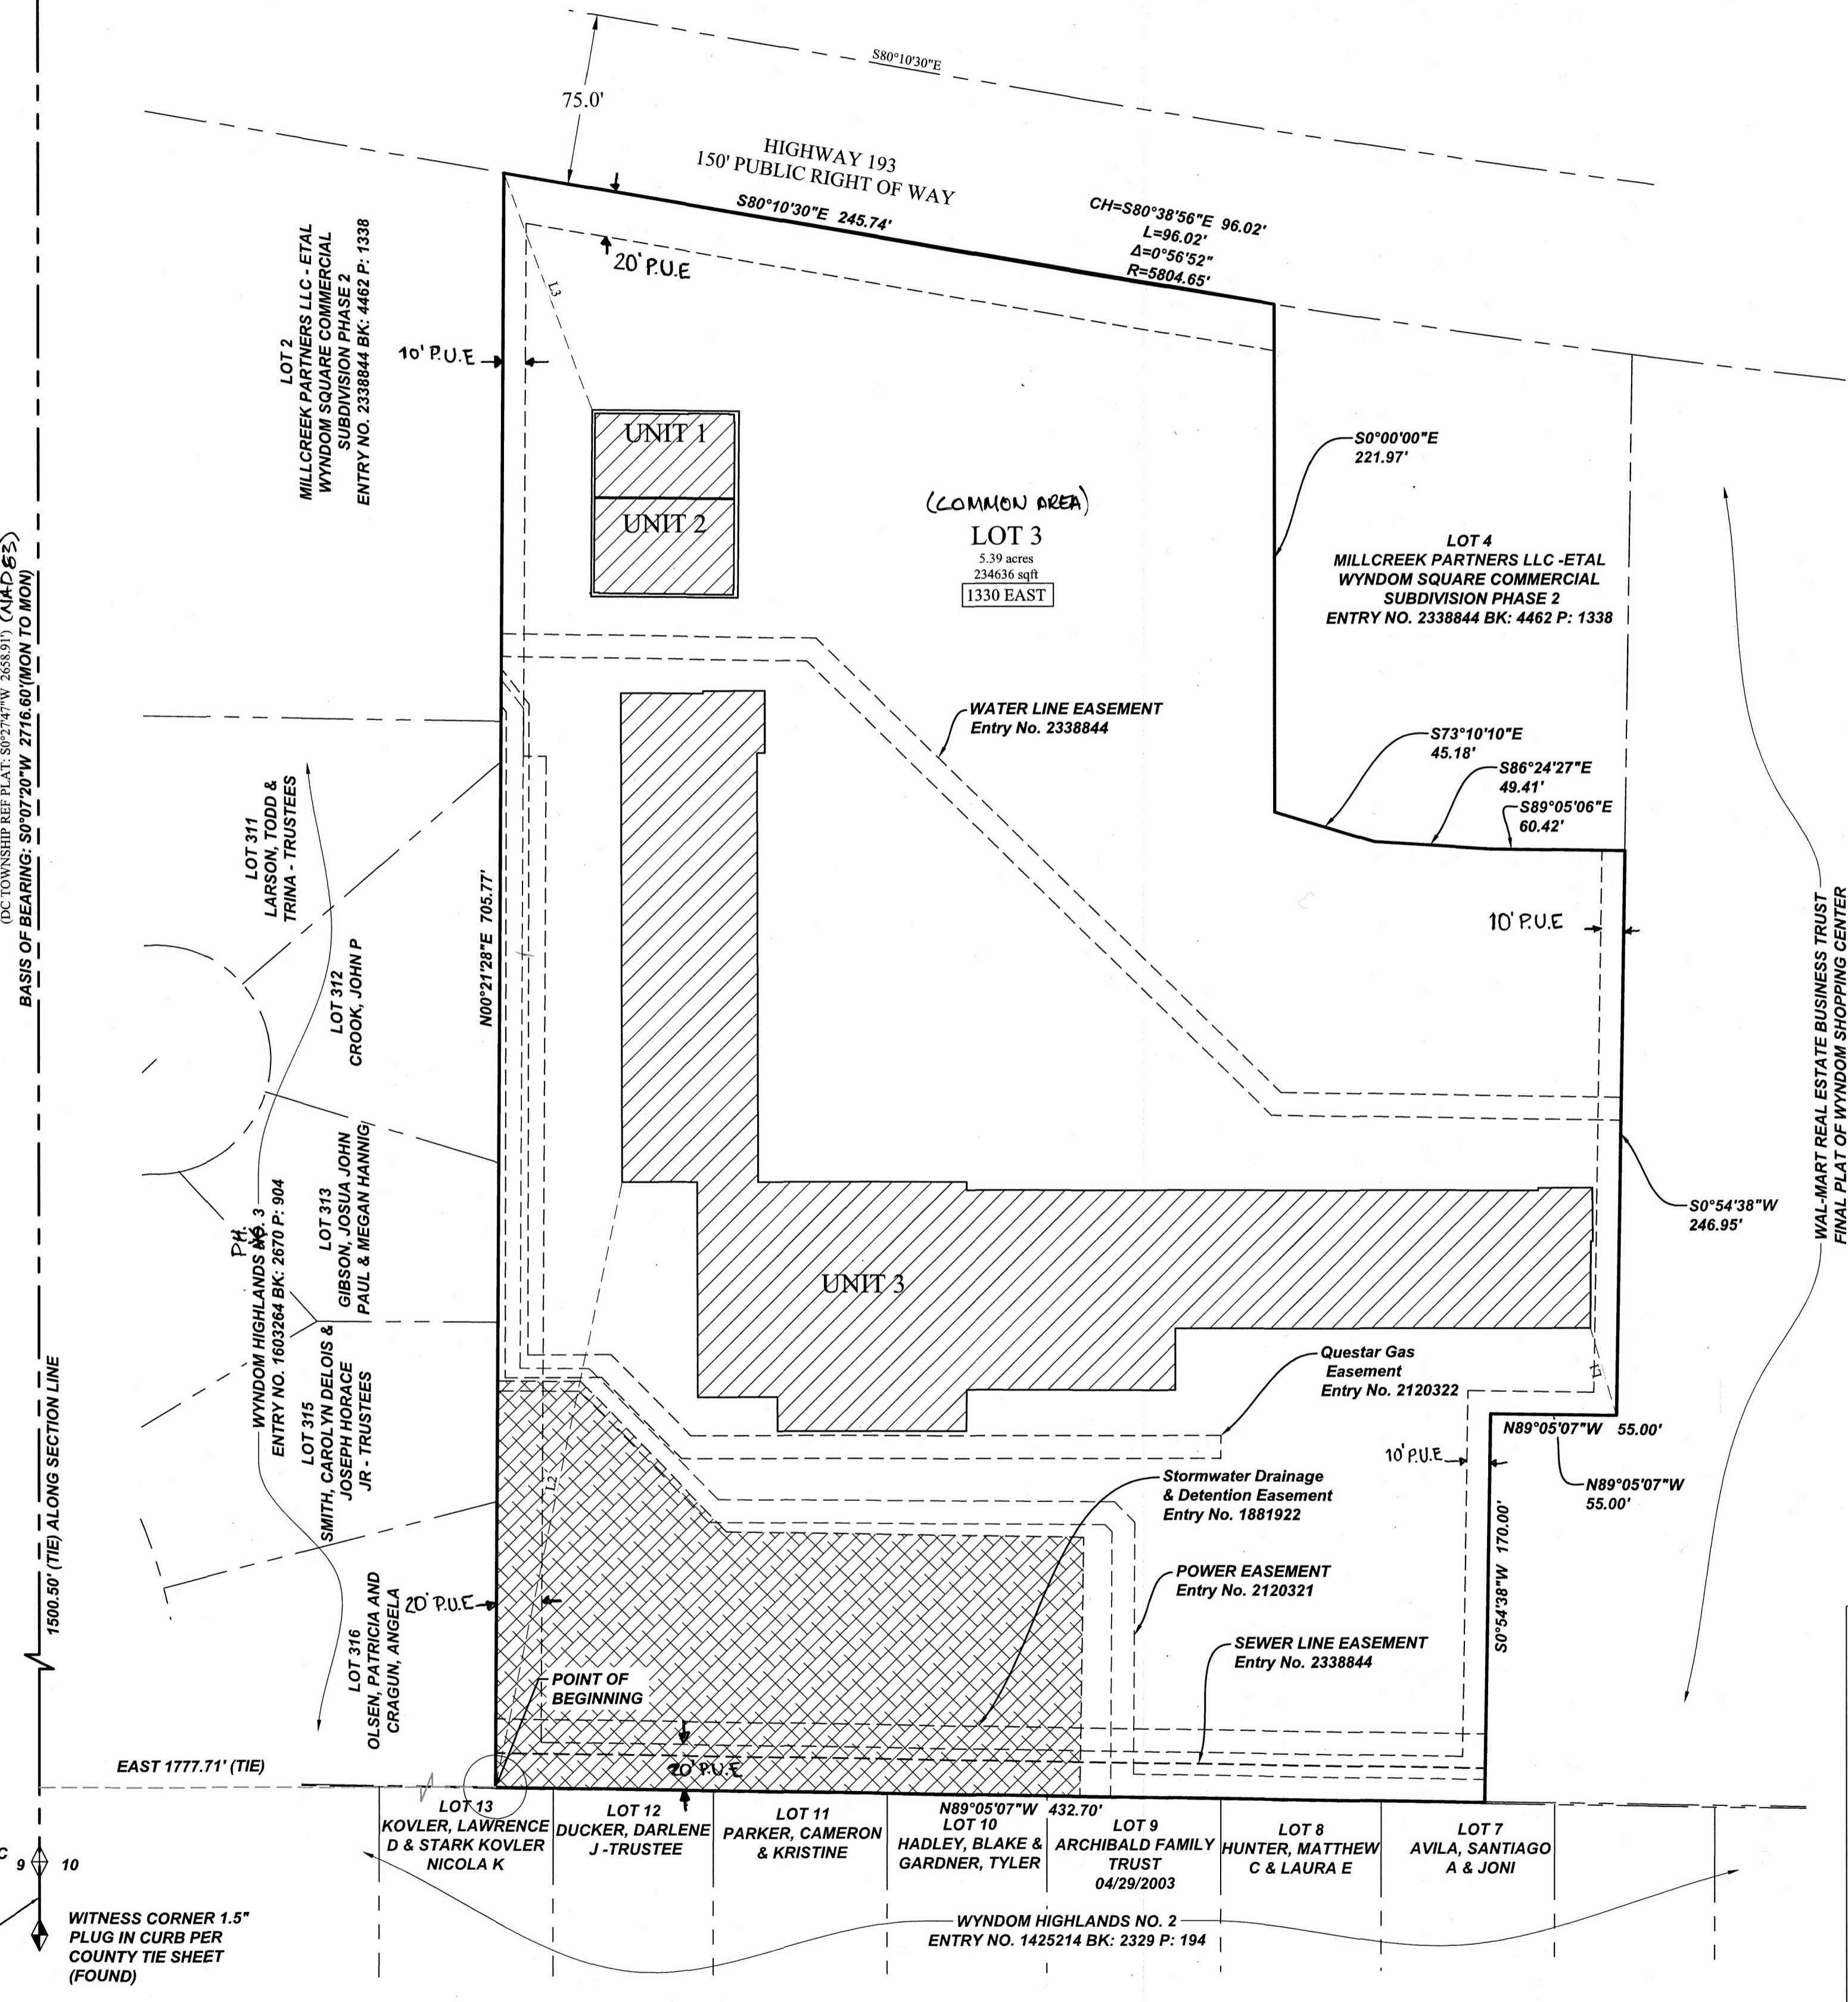 S80°10'30"E
75.0'
HIGHWAY 193
150' PUBLIC RIGHT OF WAY
S80°10'30"E 245.74'
CH=S80°38'56"E 96.02'
L=96.02'
Δ=0°56'52"
R=5804.65'
20' P.U.E
L3
10' P.U.E
LOT 2
MILLCREEK PARTNERS LLC - ETAL
WYNDOM SQUARE COMMERCIAL
SUBDIVISION PHASE 2
ENTRY NO. 2338844 BK: 4462 P: 1338
UNIT 1
UNIT 2
(COMMON AREA)
LOT 3
5.39 acres
234636 sqft
1330 EAST
S0°00'00"E
221.97'
LOT 4
MILLCREEK PARTNERS LLC -ETAL
WYNDOM SQUARE COMMERCIAL
SUBDIVISION PHASE 2
ENTRY NO. 2338844 BK: 4462 P: 1338
(DC TOWNSHIP REF PLAT: S0°27'47"W 2658.91') (NAD83)
BASIS OF BEARING: S0°07'20"W 2716.60'(MON TO MON)
WATER LINE EASEMENT
Entry No. 2338844
S73°10'10"E
45.18'
S86°24'27"E
49.41'
S89°05'06"E
60.42'
LOT 311
LARSON, TODD &
TRINA - TRUSTEES
N00°21'28"E 705.77'
10' P.U.E
LOT 312
CROOK, JOHN P
WAL-MART REAL ESTATE BUSINESS TRUST
FINAL PLAT OF WYNDOM SHOPPING CENTER
LOT 313
GIBSON, JOSUA JOHN
PAUL & MEGAN HANNIG
PH.
WYNDOM HIGHLANDS NO. 3
ENTRY NO. 1603264 BK: 2670 P: 904
S0°54'38"W
246.95'
UNIT 3
LOT 315
SMITH, CAROLYN DELOIS &
JOSEPH HORACE
JR - TRUSTEES
Questar Gas
Easement
Entry No. 2120322
L1
N89°05'07"W 55.00'
10' P.U.E
N89°05'07"W
55.00'
1500.50' (TIE) ALONG SECTION LINE
L2
Stormwater Drainage
& Detention Easement
Entry No. 1881922
S0°54'38"W 170.00'
POWER EASEMENT
Entry No. 2120321
20' P.U.E
LOT 316
OLSEN, PATRICIA AND
CRAGUN, ANGELA
SEWER LINE EASEMENT
Entry No. 2338844
POINT OF
BEGINNING
EAST 1777.71' (TIE)
20' P.U.E
N89°05'07"W 432.70'
LOT 13
KOVLER, LAWRENCE
D & STARK KOVLER
NICOLA K
LOT 12
DUCKER, DARLENE
J -TRUSTEE
LOT 11
PARKER, CAMERON
& KRISTINE
LOT 10
HADLEY, BLAKE &
GARDNER, TYLER
LOT 9
ARCHIBALD FAMILY
TRUST
04/29/2003
LOT 8
HUNTER, MATTHEW
C & LAURA E
LOT 7
AVILA, SANTIAGO
A & JONI
C
9 10
WITNESS CORNER 1.5"
PLUG IN CURB PER
COUNTY TIE SHEET
(FOUND)
WYNDOM HIGHLANDS NO. 2
ENTRY NO. 1425214 BK: 2329 P: 194